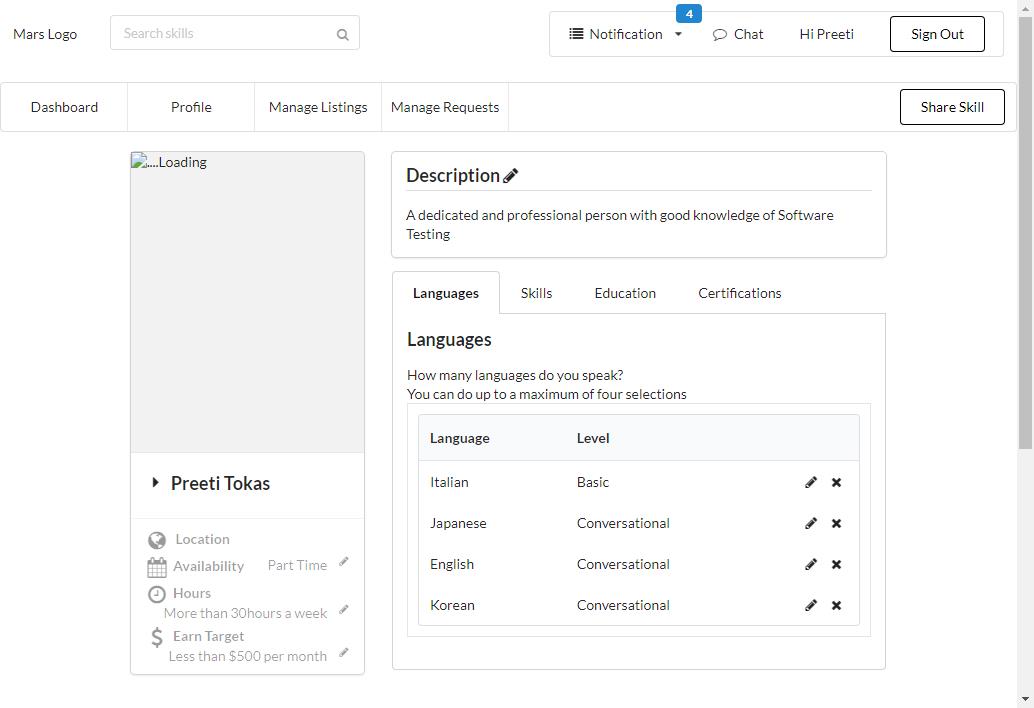 4
Mars Logo
Search skills
Notification
Chat
Hi Preeti
Sign Out
Dashboard
Profile
Manage Listings
Manage Requests
Share Skill
....Loading
Preeti Tokas
Location
Availability Part Time
Hours
More than 30hours a week
Earn Target
Less than $500 per month
Description
A dedicated and professional person with good knowledge of Software
Testing
Languages Skills Education Certifications
Languages
How many languages do you speak?
You can do up to a maximum of four selections
Language Level
Italian Basic
Japanese Conversational
English Conversational
Korean Conversational